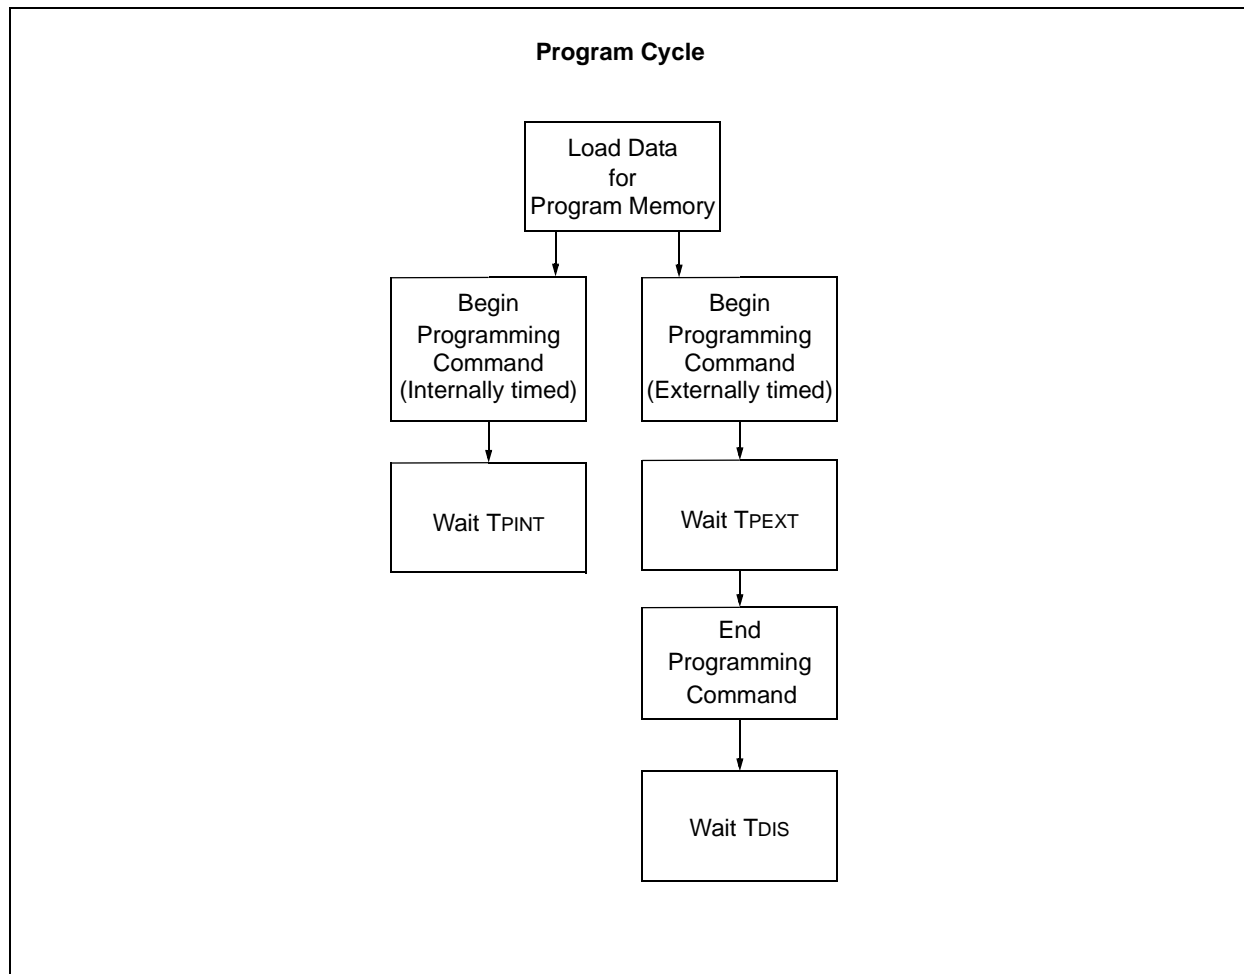 Program Cycle
Load Data
for
Program Memory
Begin
Programming
Command
(Internally timed)
Begin
Programming
Command
(Externally timed)
Wait TPINT
Wait TPEXT
End
Programming
Command
Wait TDIS